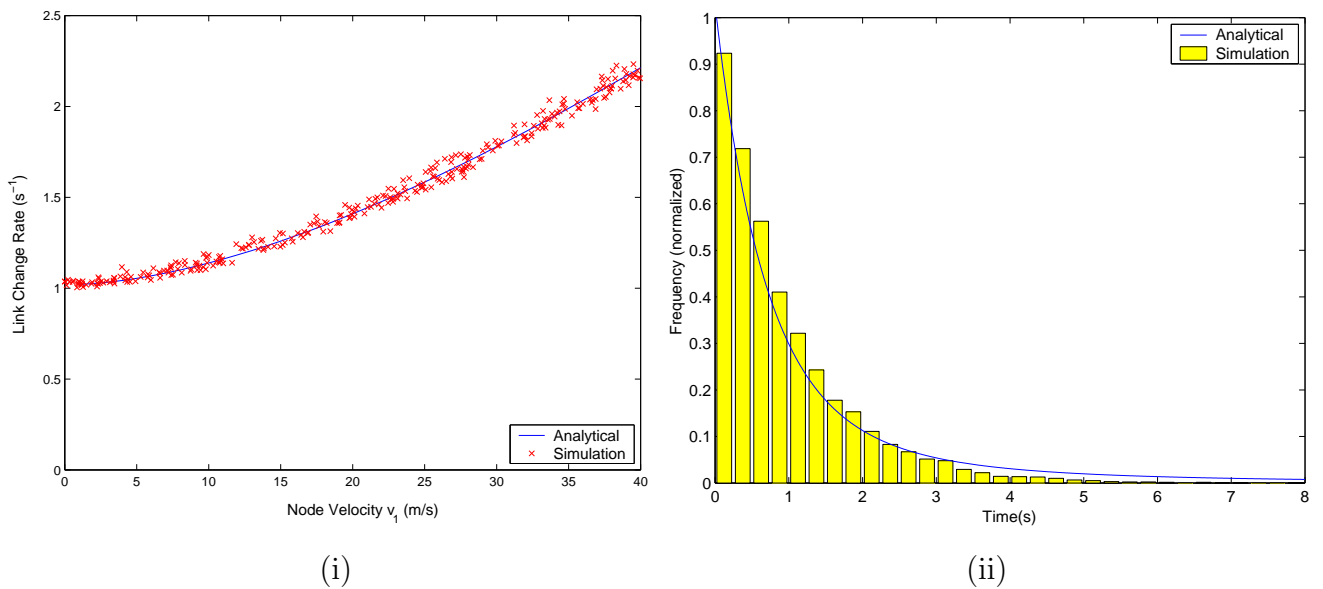 2.5
2
1.5
1
0.5
0
Link Change Rate (s⁻¹)
Analytical
Simulation
0 5 10 15 20 25 30 35 40
Node Velocity v₁ (m/s)
(i)
1
0.9
0.8
0.7
0.6
0.5
0.4
0.3
0.2
0.1
0
Frequency (normalized)
Analytical
Simulation
0 1 2 3 4 5 6 7 8
Time(s)
(ii)